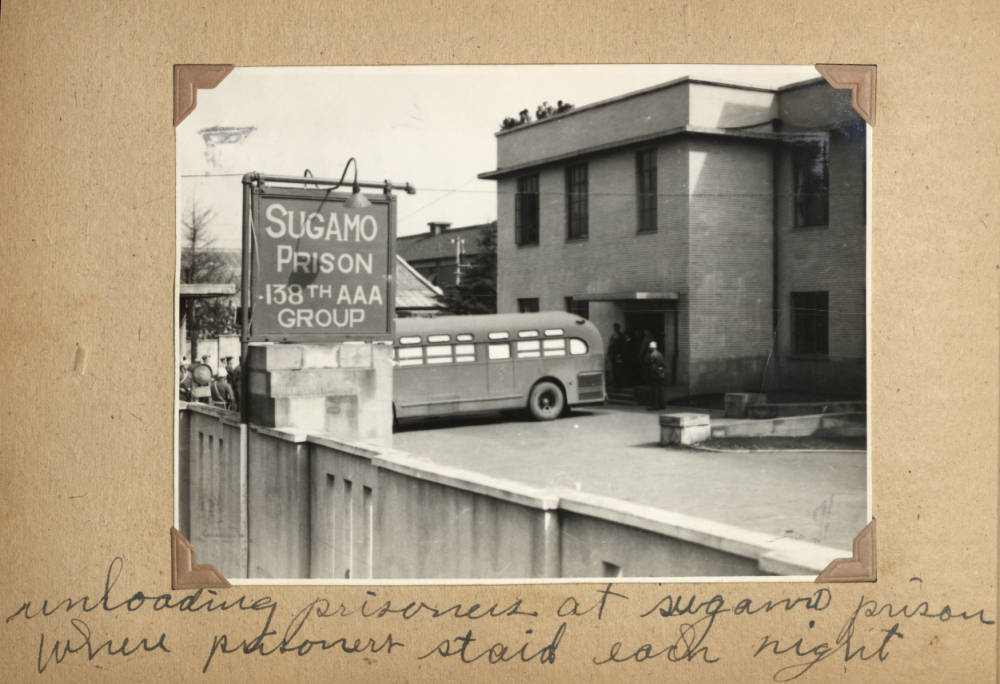 SUGAMO
PRISON
-138TH AAA
GROUP
unloading prisoners at sugamo prison
where prisoners staid each night